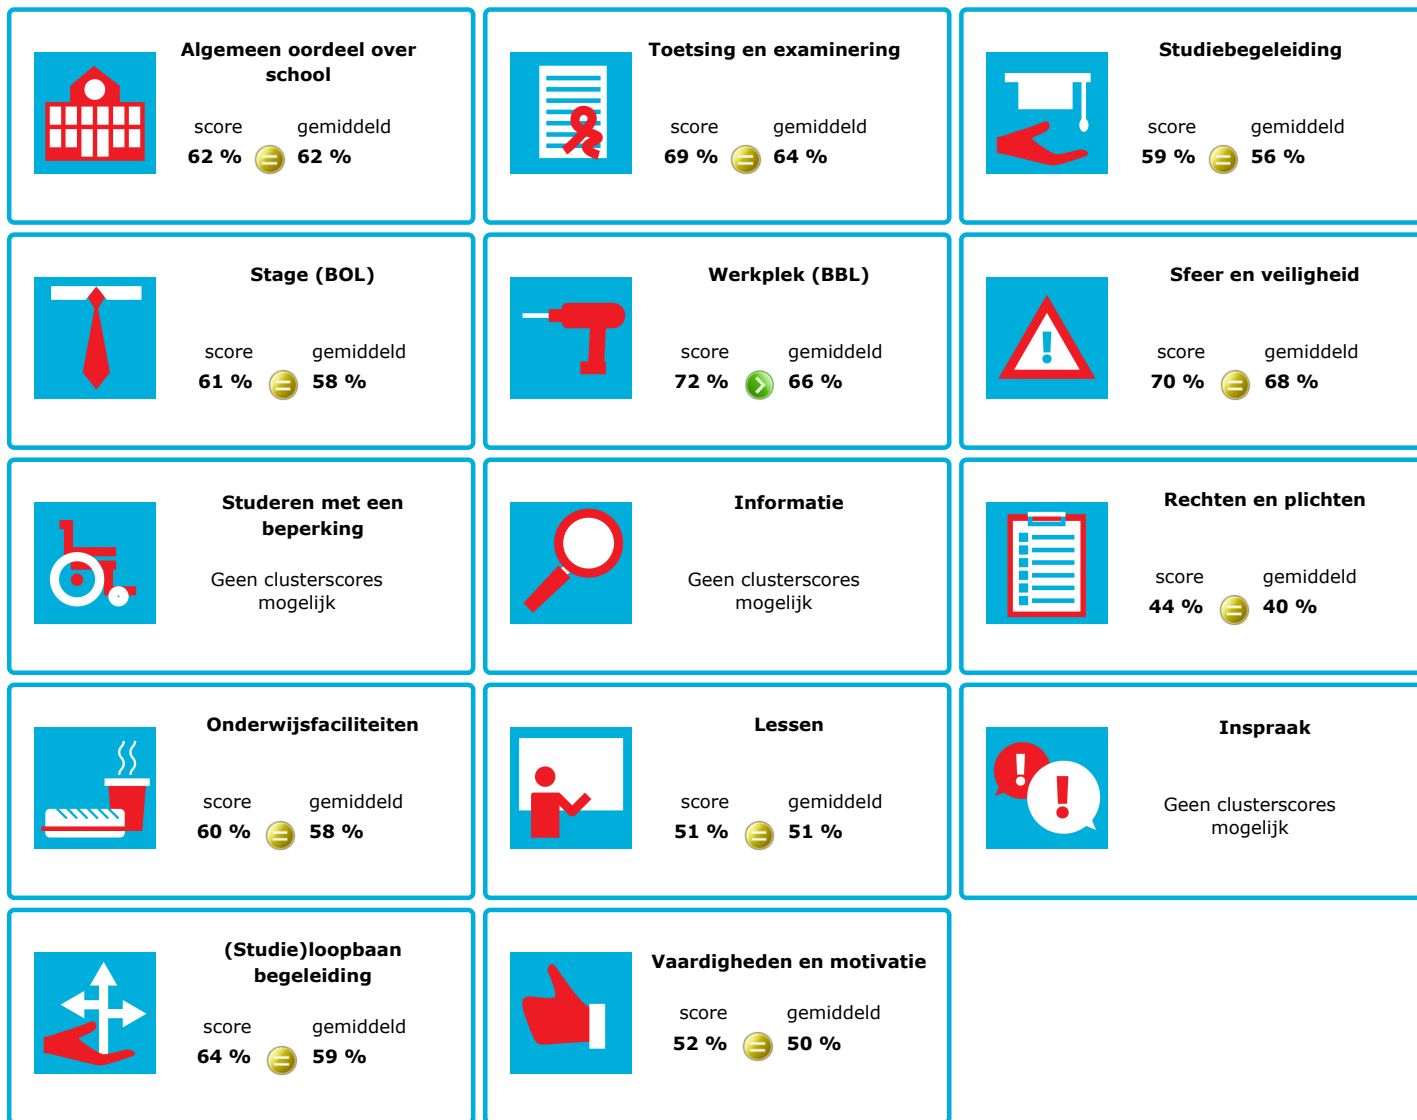 Algemeen oordeel over
school
score gemiddeld
62 % = 62 %
Toetsing en examinering
score gemiddeld
69 % = 64 %
Studiebegeleiding
score gemiddeld
59 % = 56 %
Stage (BOL)
score gemiddeld
61 % = 58 %
Werkplek (BBL)
score gemiddeld
72 % > 66 %
Sfeer en veiligheid
! 
score gemiddeld
70 % = 68 %
Studeren met een
beperking
Geen clusterscores
mogelijk
Informatie
Geen clusterscores
mogelijk
Rechten en plichten
score gemiddeld
44 % = 40 %
Onderwijsfaciliteiten
score gemiddeld
60 % = 58 %
Lessen
score gemiddeld
51 % = 51 %
Inspraak
! !
Geen clusterscores
mogelijk
(Studie)loopbaan
begeleiding
score gemiddeld
64 % = 59 %
Vaardigheden en motivatie
score gemiddeld
52 % = 50 %